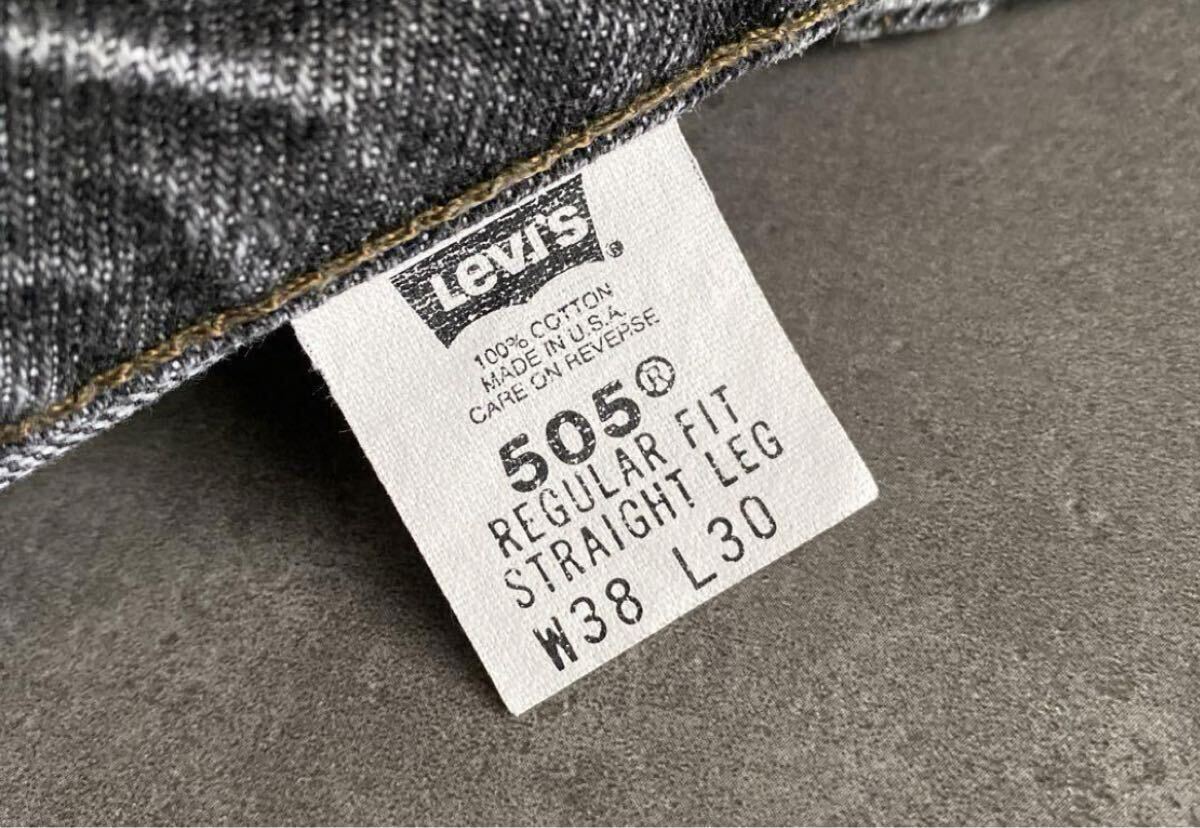 Levi's®
100% COTTON
MADE IN U.S.A.
CARE ON REVERSE
505®
REGULAR FIT
STRAIGHT LEG
W38 L30